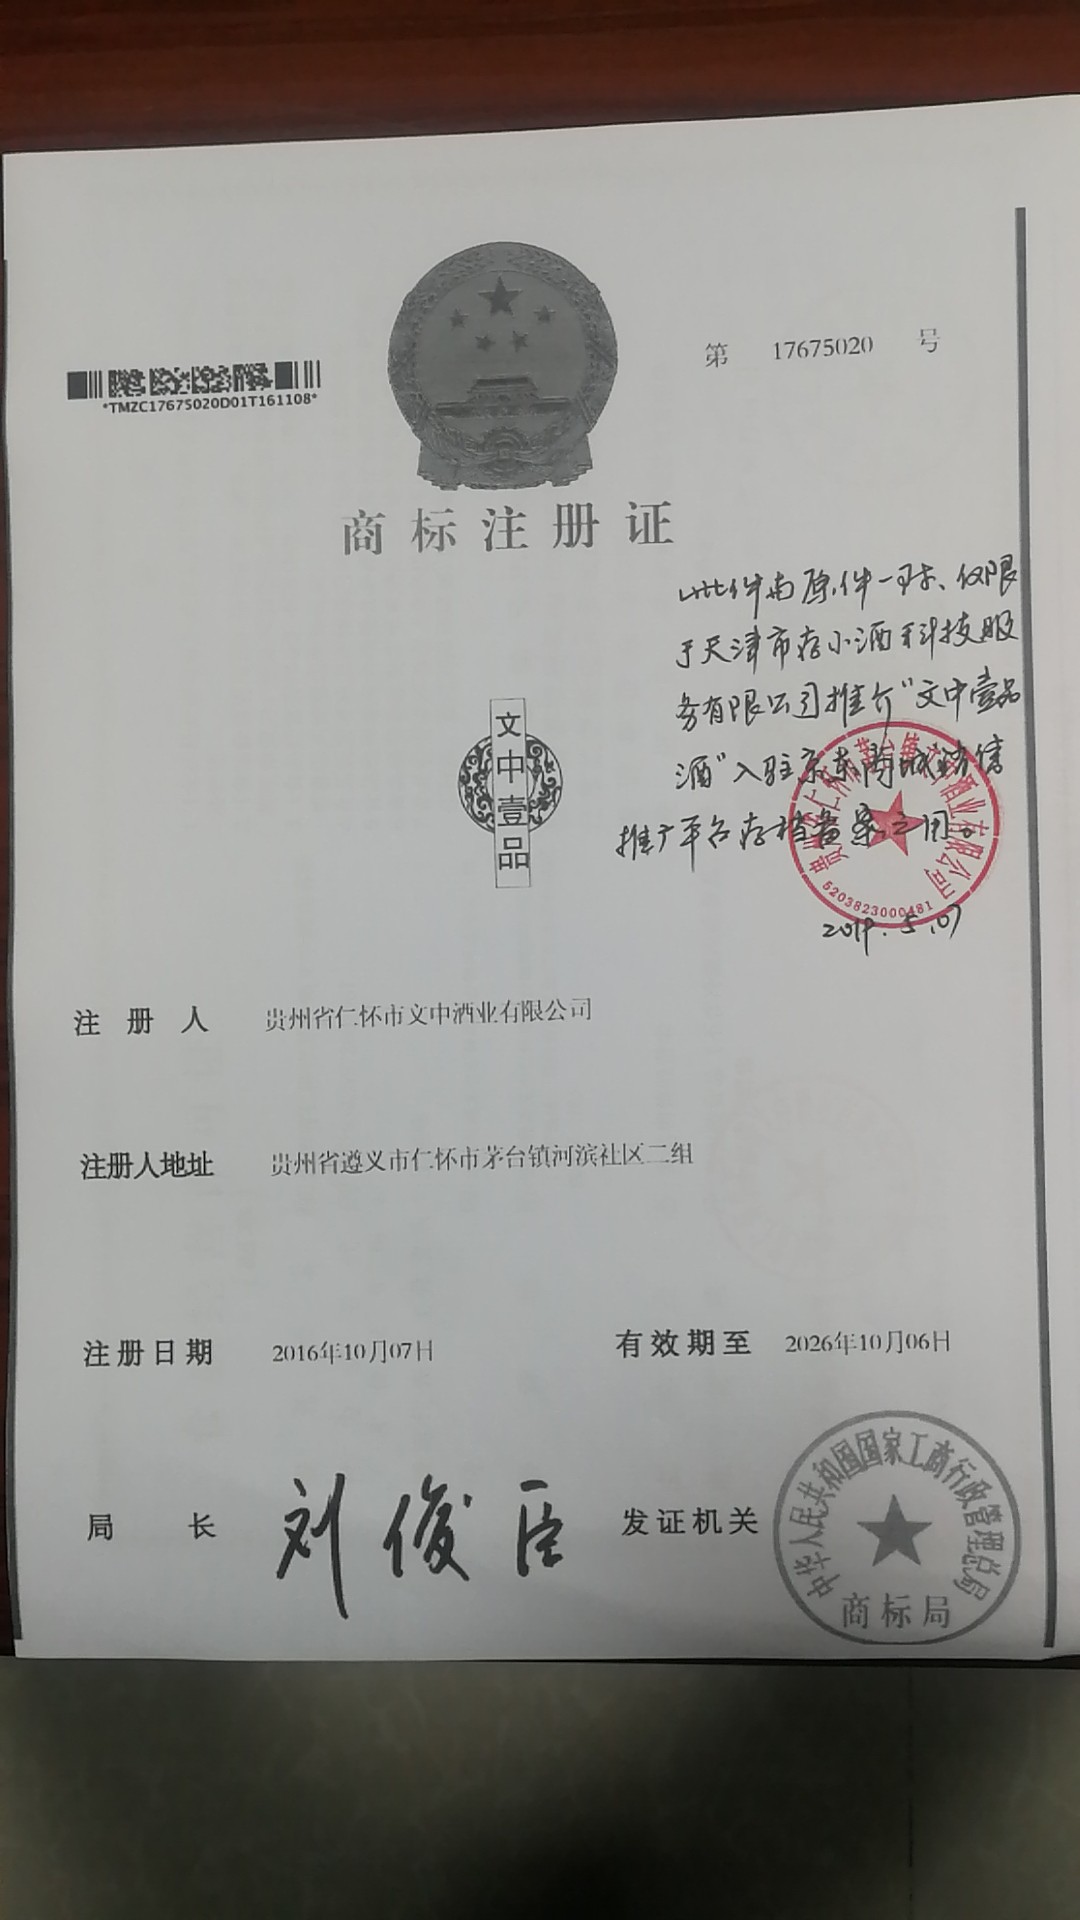 第 17675020 号
*TMZC17675020D01T161108*
商标注册证
此件与原件一致、仅限
于天津市存小酒科技服
务有限公司推介“文中壹品
酒”入驻京东商城销售
推广平台存档备案之用。
2019.5.07
文中壹品
5203823000481
注册人 贵州省仁怀市文中酒业有限公司
注册人地址 贵州省遵义市仁怀市茅台镇河滨社区二组
注册日期 2016年10月07日 有效期至 2026年10月06日
局长 刘俊臣 发证机关
中华人民共和国国家工商行政管理总局
商标局